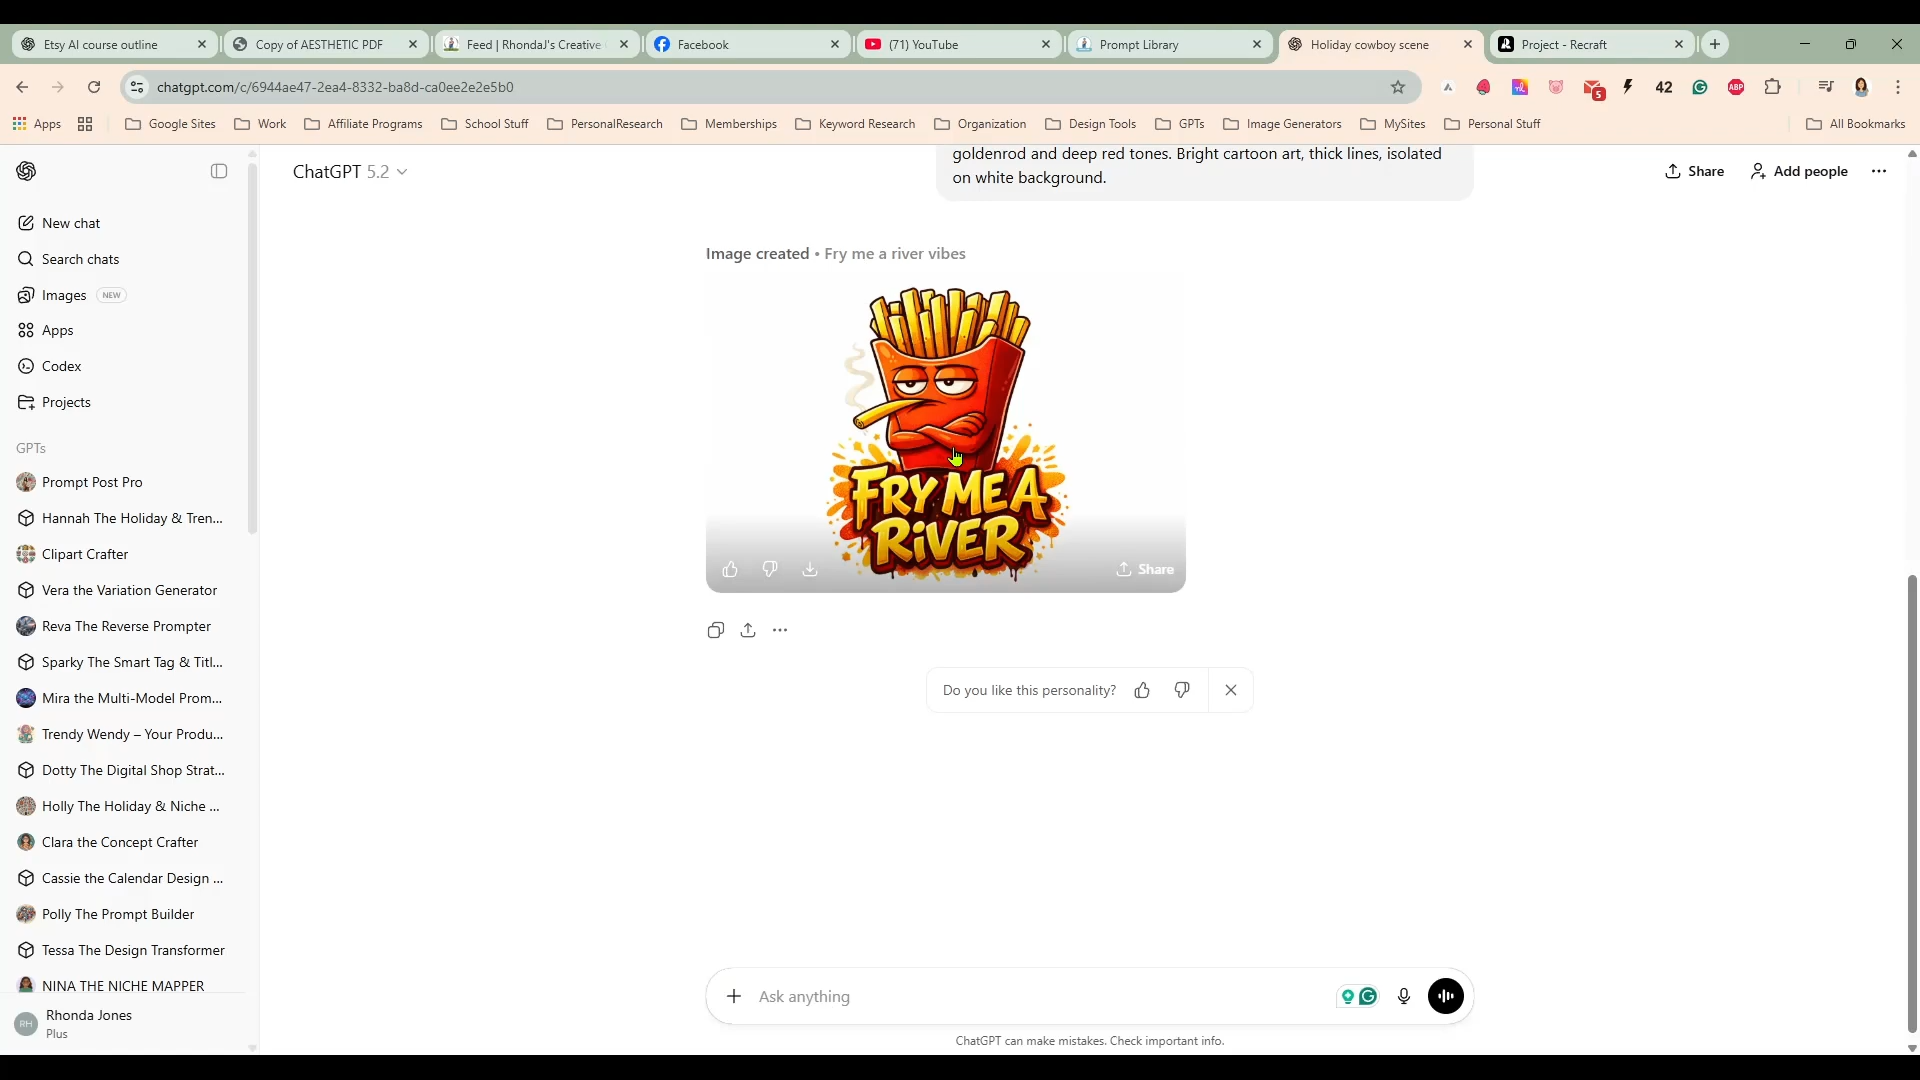 Etsy AI course outline
Copy of AESTHETIC PDF
Feed | RhondaJ's Creative
Facebook
(71) YouTube
Prompt Library
Holiday cowboy scene
Project - Recraft
chatgpt.com/c/6944ae47-2ea4-8332-ba8d-ca0ee2e2e5b0
5
42
ABP
Apps
Google Sites
Work
Affiliate Programs
School Stuff
PersonalResearch
Memberships
Keyword Research
Organization
Design Tools
GPTs
Image Generators
MySites
Personal Stuff
All Bookmarks
ChatGPT 5.2
Share
Add people
goldenrod and deep red tones. Bright cartoon art, thick lines, isolated
on white background.
New chat
Search chats
Images NEW
Apps
Codex
Projects
GPTs
Prompt Post Pro
Hannah The Holiday & Tren...
Clipart Crafter
Vera the Variation Generator
Reva The Reverse Prompter
Sparky The Smart Tag & Titl...
Mira the Multi-Model Prom...
Trendy Wendy – Your Produ...
Dotty The Digital Shop Strat...
Holly The Holiday & Niche ...
Clara the Concept Crafter
Cassie the Calendar Design ...
Polly The Prompt Builder
Tessa The Design Transformer
NINA THE NICHE MAPPER
RH
Rhonda Jones
Plus
Image created • Fry me a river vibes
FRY ME A
RiVER
Share
Do you like this personality?
Ask anything
ChatGPT can make mistakes. Check important info.